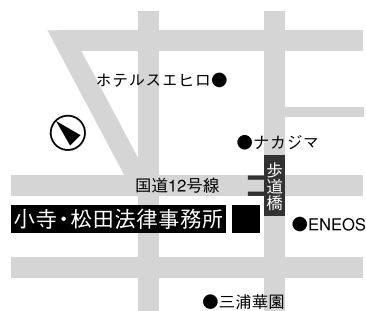 ホテルスエヒロ
ナカジマ
歩道橋
国道12号線
小寺・松田法律事務所
ENEOS
三浦華園